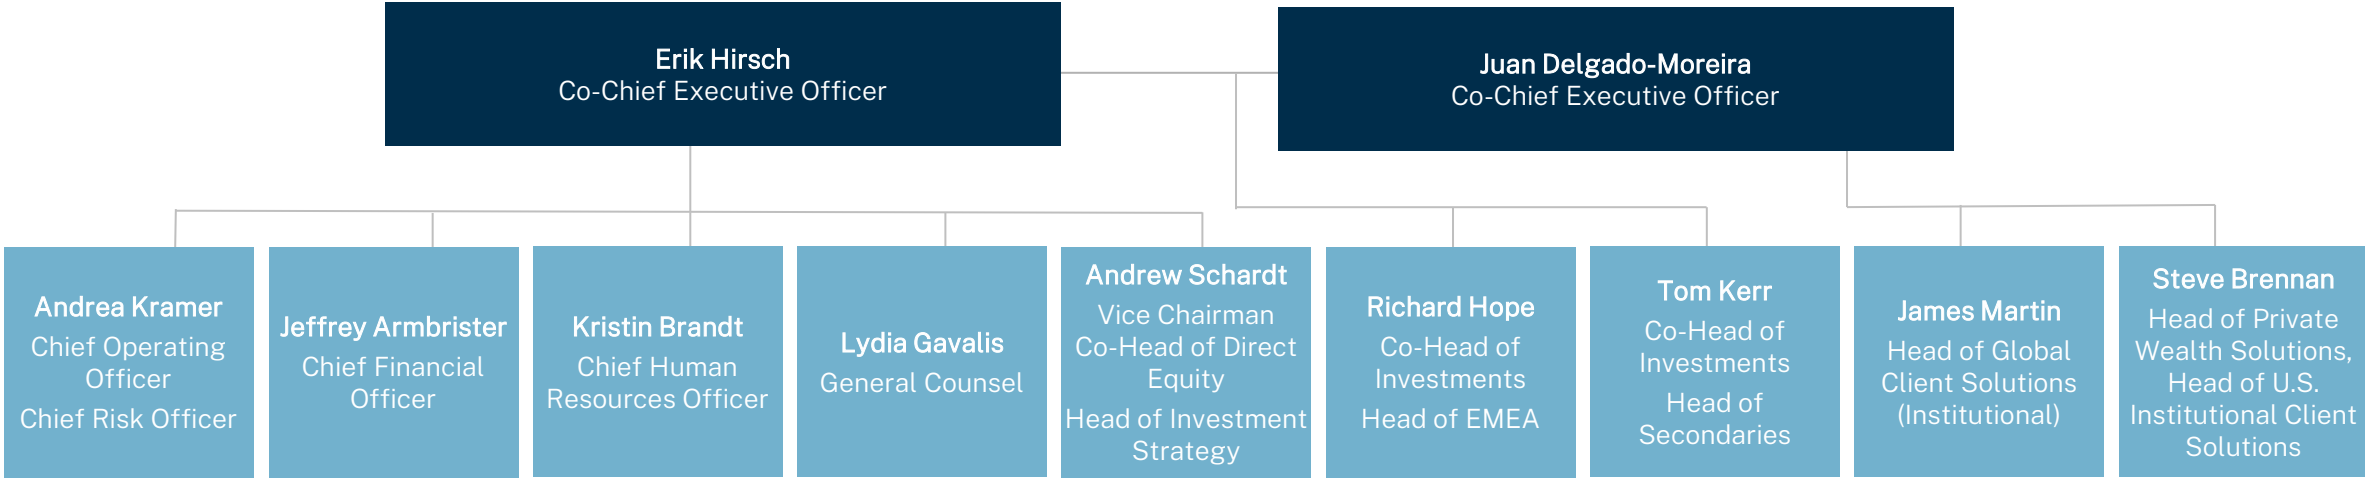 Erik Hirsch
Co-Chief Executive Officer
Juan Delgado-Moreira
Co-Chief Executive Officer
Andrea Kramer
Chief Operating
Officer
Chief Risk Officer
Jeffrey Armbrister
Chief Financial
Officer
Kristin Brandt
Chief Human
Resources Officer
Lydia Gavalis
General Counsel
Andrew Schardt
Vice Chairman
Co-Head of Direct
Equity
Head of Investment
Strategy
Richard Hope
Co-Head of
Investments
Head of EMEA
Tom Kerr
Co-Head of
Investments
Head of
Secondaries
James Martin
Head of Global
Client Solutions
(Institutional)
Steve Brennan
Head of Private
Wealth Solutions,
Head of U.S.
Institutional Client
Solutions